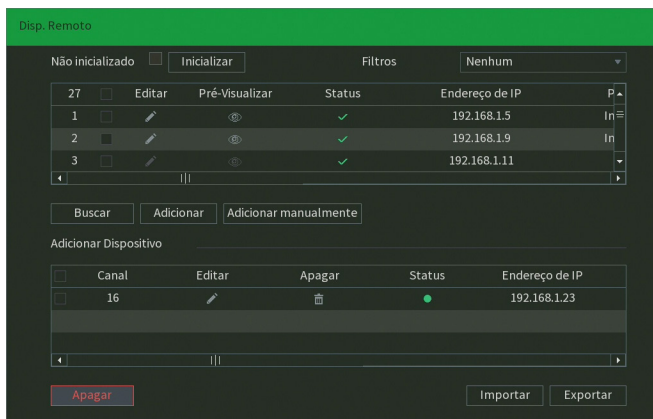 Disp. Remoto
Não inicializado Inicializar Filtros Nenhum
27 Editar Pré-Visualizar Status Endereço de IP P
1 192.168.1.5 In
2 192.168.1.9 In
3 192.168.1.11
Buscar Adicionar Adicionar manualmente
Adicionar Dispositivo
Canal Editar Apagar Status Endereço de IP
16 192.168.1.23
Apagar Importar Exportar